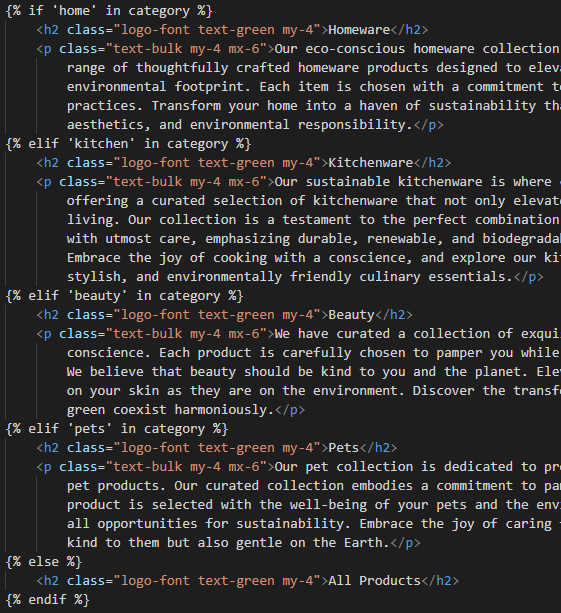 {% if 'home' in category %}
<h2 class="logo-font text-green my-4">Homeware</h2>
<p class="text-bulk my-4 mx-6">Our eco-conscious homeware collection
range of thoughtfully crafted homeware products designed to
environmental footprint. Each item is chosen with a commitment
practices. Transform your home into a haven of sustainability
aesthetics, and environmental responsibility.</p>
{% elif 'kitchen' in category %}
<h2 class="logo-font text-green my-4">Kitchenware</h2>
<p class="text-bulk my-4 mx-6">Our sustainable kitchenware is where
offering a curated selection of kitchenware that not only
living. Our collection is a testament to the perfect combination
with utmost care, emphasizing durable, renewable, and
Embrace the joy of cooking with a conscience, and explore our
stylish, and environmentally friendly culinary essentials.</p>
{% elif 'beauty' in category %}
<h2 class="logo-font text-green my-4">Beauty</h2>
<p class="text-bulk my-4 mx-6">We have curated a collection of
conscience. Each product is carefully chosen to pamper you while
We believe that beauty should be kind to you and the planet.
on your skin as they are on the environment. Discover the
green coexist harmoniously.</p>
{% elif 'pets' in category %}
<h2 class="logo-font text-green my-4">Pets</h2>
<p class="text-bulk my-4 mx-6">Our pet collection is dedicated to
pet products. Our curated collection embodies a commitment to
product is selected with the well-being of your pets and the
all opportunities for sustainability. Embrace the joy of caring
kind to them but also gentle on the Earth.</p>
{% else %}
<h2 class="logo-font text-green my-4">All Products</h2>
{% endif %}